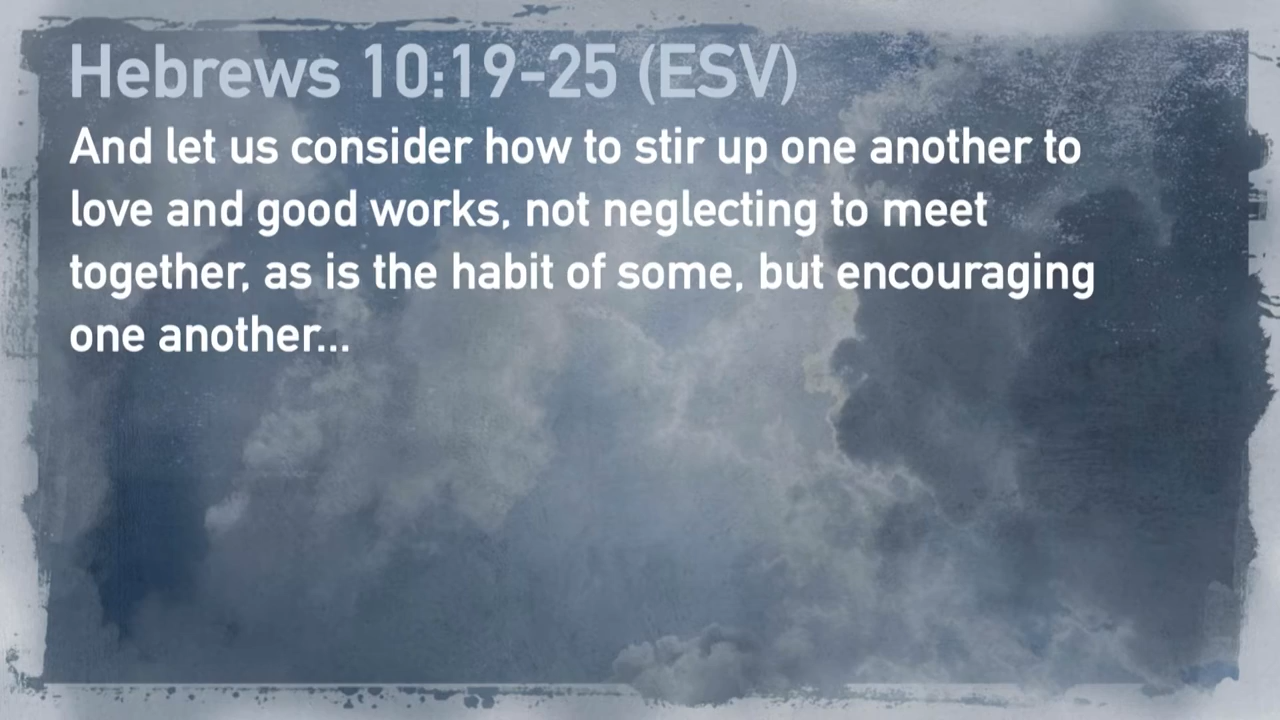 Hebrews 10:19-25 (ESV)
And let us consider how to stir up one another to
love and good works, not neglecting to meet
together, as is the habit of some, but encouraging
one another...